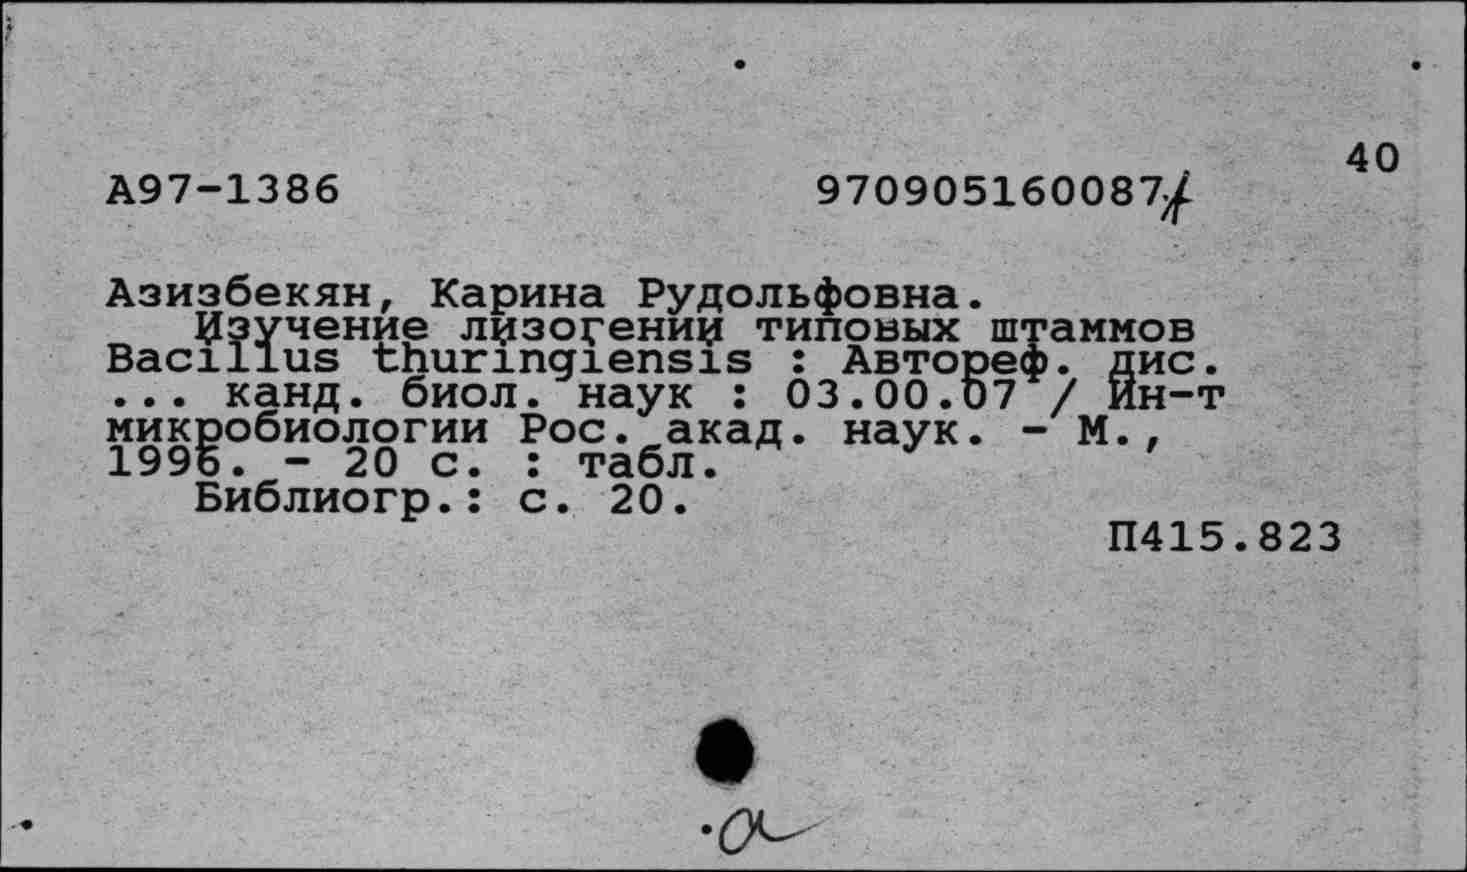 40
А97-1386 970905160087
Азизбекян, Карина Рудольфовна.
Изучение лизогении типовых штаммов
Bacillus thuringiensis : Автореф. дис.
... канд. биол. наук : 03.00.07 / Ин-т
микробиологии Рос. акад. наук. - М.,
1996. - 20 с. : табл.
Библиогр.: с. 20.
П415.823
а